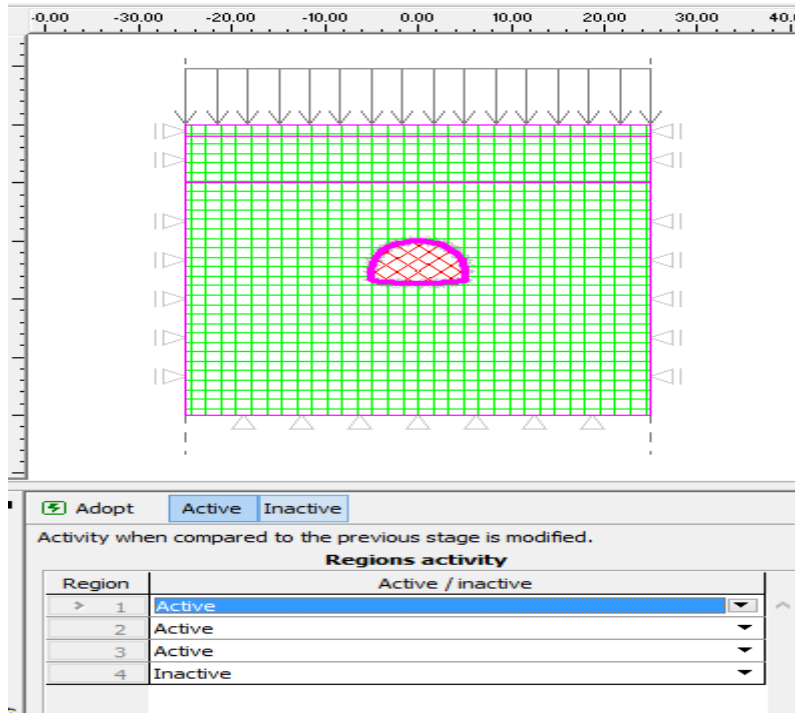 -0.00 -30.00 -20.00 -10.00 0.00 10.00 20.00 30.00 40.0
Adopt Active Inactive
Activity when compared to the previous stage is modified.
Regions activity
Region Active / inactive
> 1 Active
2 Active
3 Active
4 Inactive